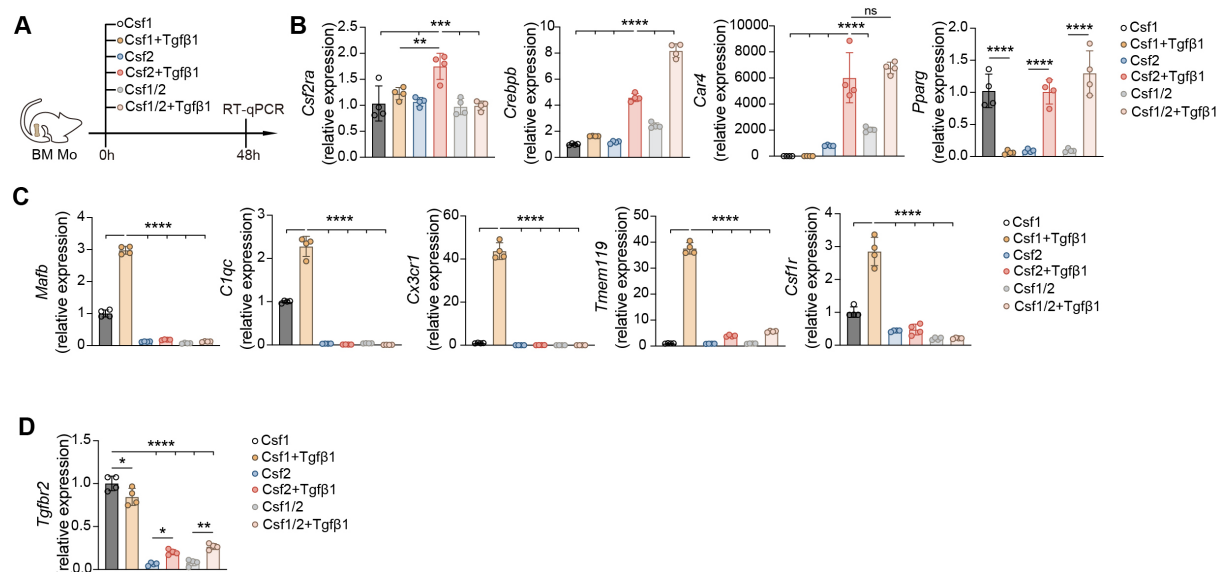 A
Csf1
Csf1+Tgfβ1
Csf2
Csf2+Tgfβ1
Csf1/2
Csf1/2+Tgfβ1
RT-qPCR
BM Mo
0h
48h
B
Csf2ra
(relative expression)
2.5
2.0
1.5
1.0
0.5
0.0
***
**
Crebpb
(relative expression)
10
8
6
4
2
0
****
Car4
(relative expression)
10000
8000
6000
4000
2000
0
ns
****
Pparg
(relative expression)
2.0
1.5
1.0
0.5
0.0
****
****
****
Csf1
Csf1+Tgfβ1
Csf2
Csf2+Tgfβ1
Csf1/2
Csf1/2+Tgfβ1
C
Mafb
(relative expression)
4
3
2
1
0
****
C1qc
(relative expression)
3
2
1
0
****
Cx3cr1
(relative expression)
60
40
20
0
****
Tmem119
(relative expression)
50
40
30
20
10
0
****
Csf1r
(relative expression)
4
3
2
1
0
****
Csf1
Csf1+Tgfβ1
Csf2
Csf2+Tgfβ1
Csf1/2
Csf1/2+Tgfβ1
D
Tgfbr2
(relative expression)
1.5
1.0
0.5
0.0
****
*
*
**
Csf1
Csf1+Tgfβ1
Csf2
Csf2+Tgfβ1
Csf1/2
Csf1/2+Tgfβ1